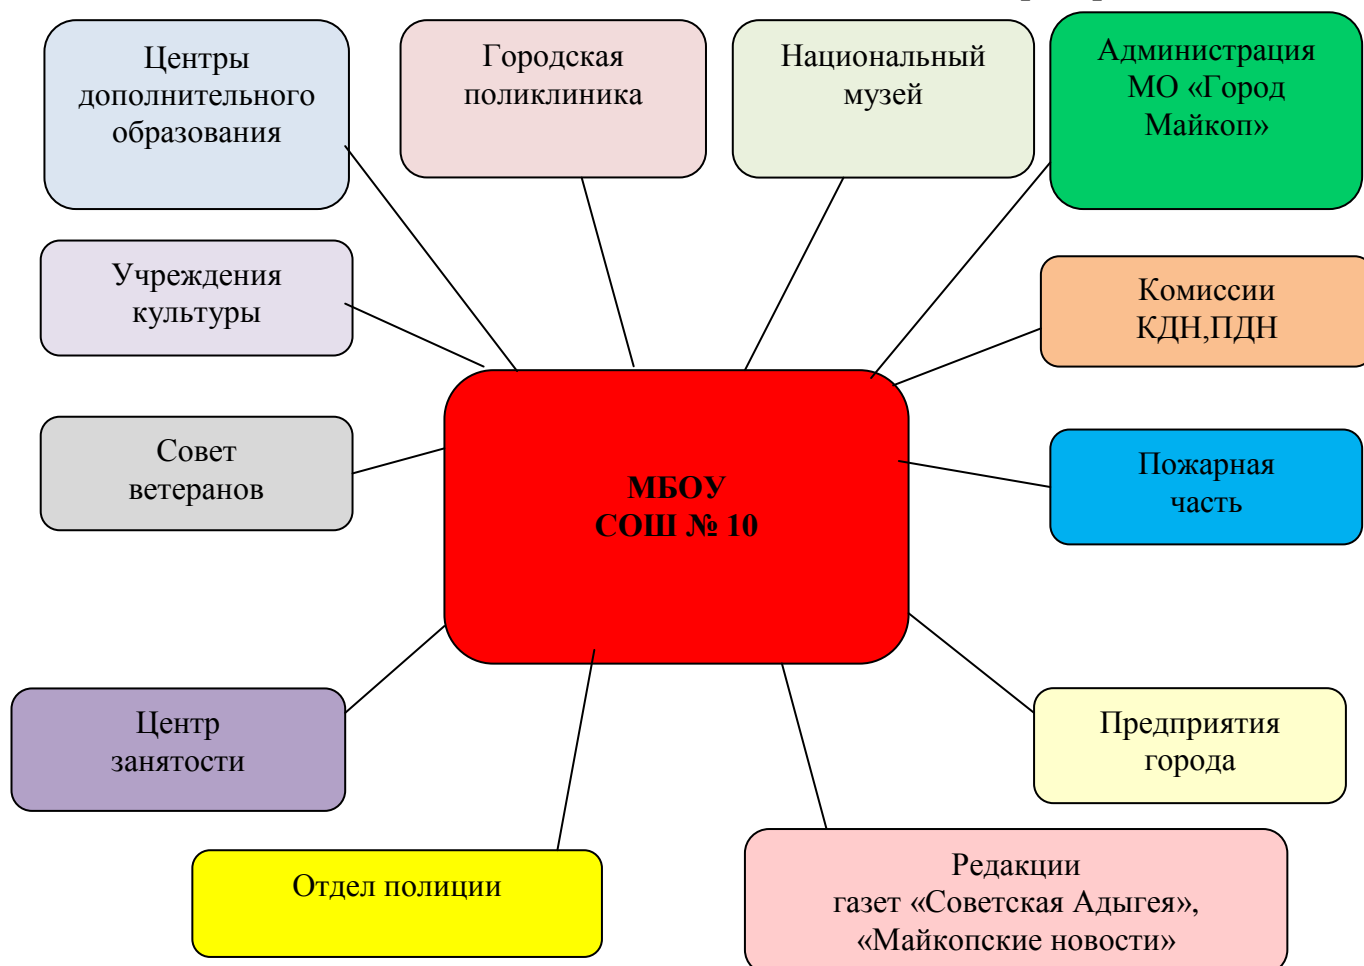 Центры
дополнительного
образования
Городская
поликлиника
Национальный
музей
Администрация
МО «Город
Майкоп»
Учреждения
культуры
Комиссии
КДН,ПДН
Совет
ветеранов
МБОУ
СОШ № 10
Пожарная
часть
Центр
занятости
Предприятия
города
Отдел полиции
Редакции
газет «Советская Адыгея»,
«Майкопские новости»